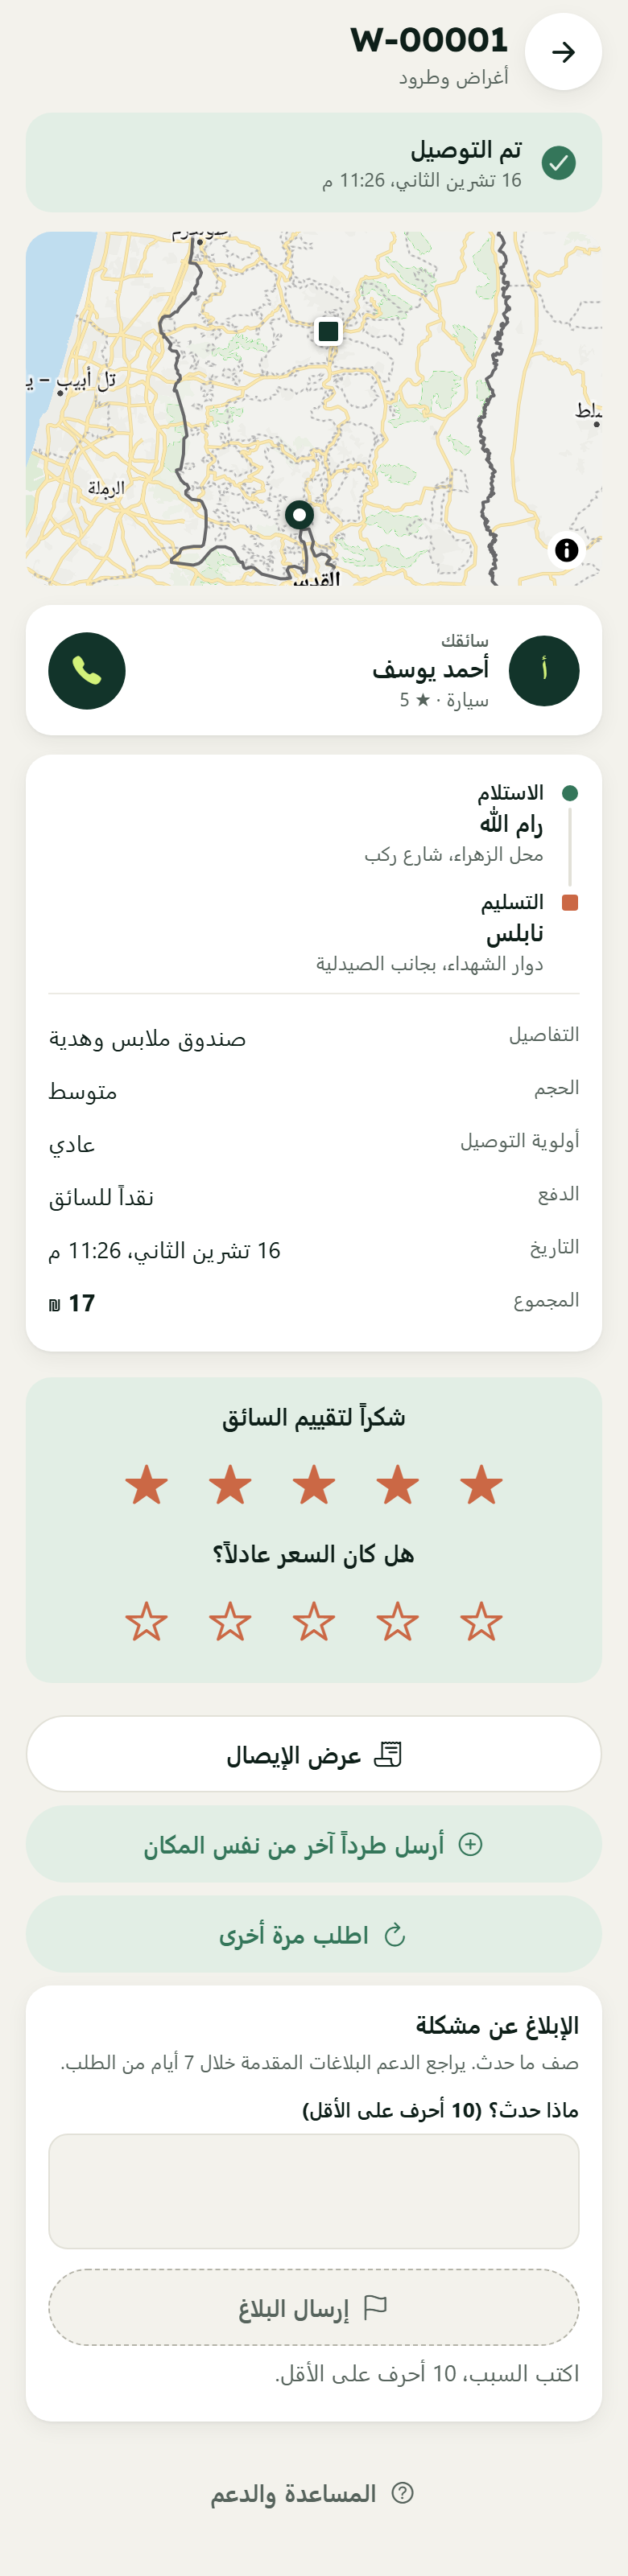 W-00001
أغراض وطرود
تم التوصيل
16 تشرين الثاني، 11:26 م
تل أبيب – ي
الرملة
القدس
سائقك
أ
أحمد يوسف
سيارة · ★ 5
الاستلام
رام الله
محل الزهراء، شارع ركب
التسليم
نابلس
دوار الشهداء، بجانب الصيدلية
التفاصيل صندوق ملابس وهدية
الحجم متوسط
أولوية التوصيل عادي
الدفع نقداً للسائق
التاريخ 16 تشرين الثاني، 11:26 م
المجموع 17 ₪
شكراً لتقييم السائق
هل كان السعر عادلاً؟
عرض الإيصال
أرسل طرداً آخر من نفس المكان
اطلب مرة أخرى
الإبلاغ عن مشكلة
صف ما حدث. يراجع الدعم البلاغات المقدمة خلال 7 أيام من الطلب.
ماذا حدث؟ (10 أحرف على الأقل)
إرسال البلاغ
اكتب السبب، 10 أحرف على الأقل.
المساعدة والدعم